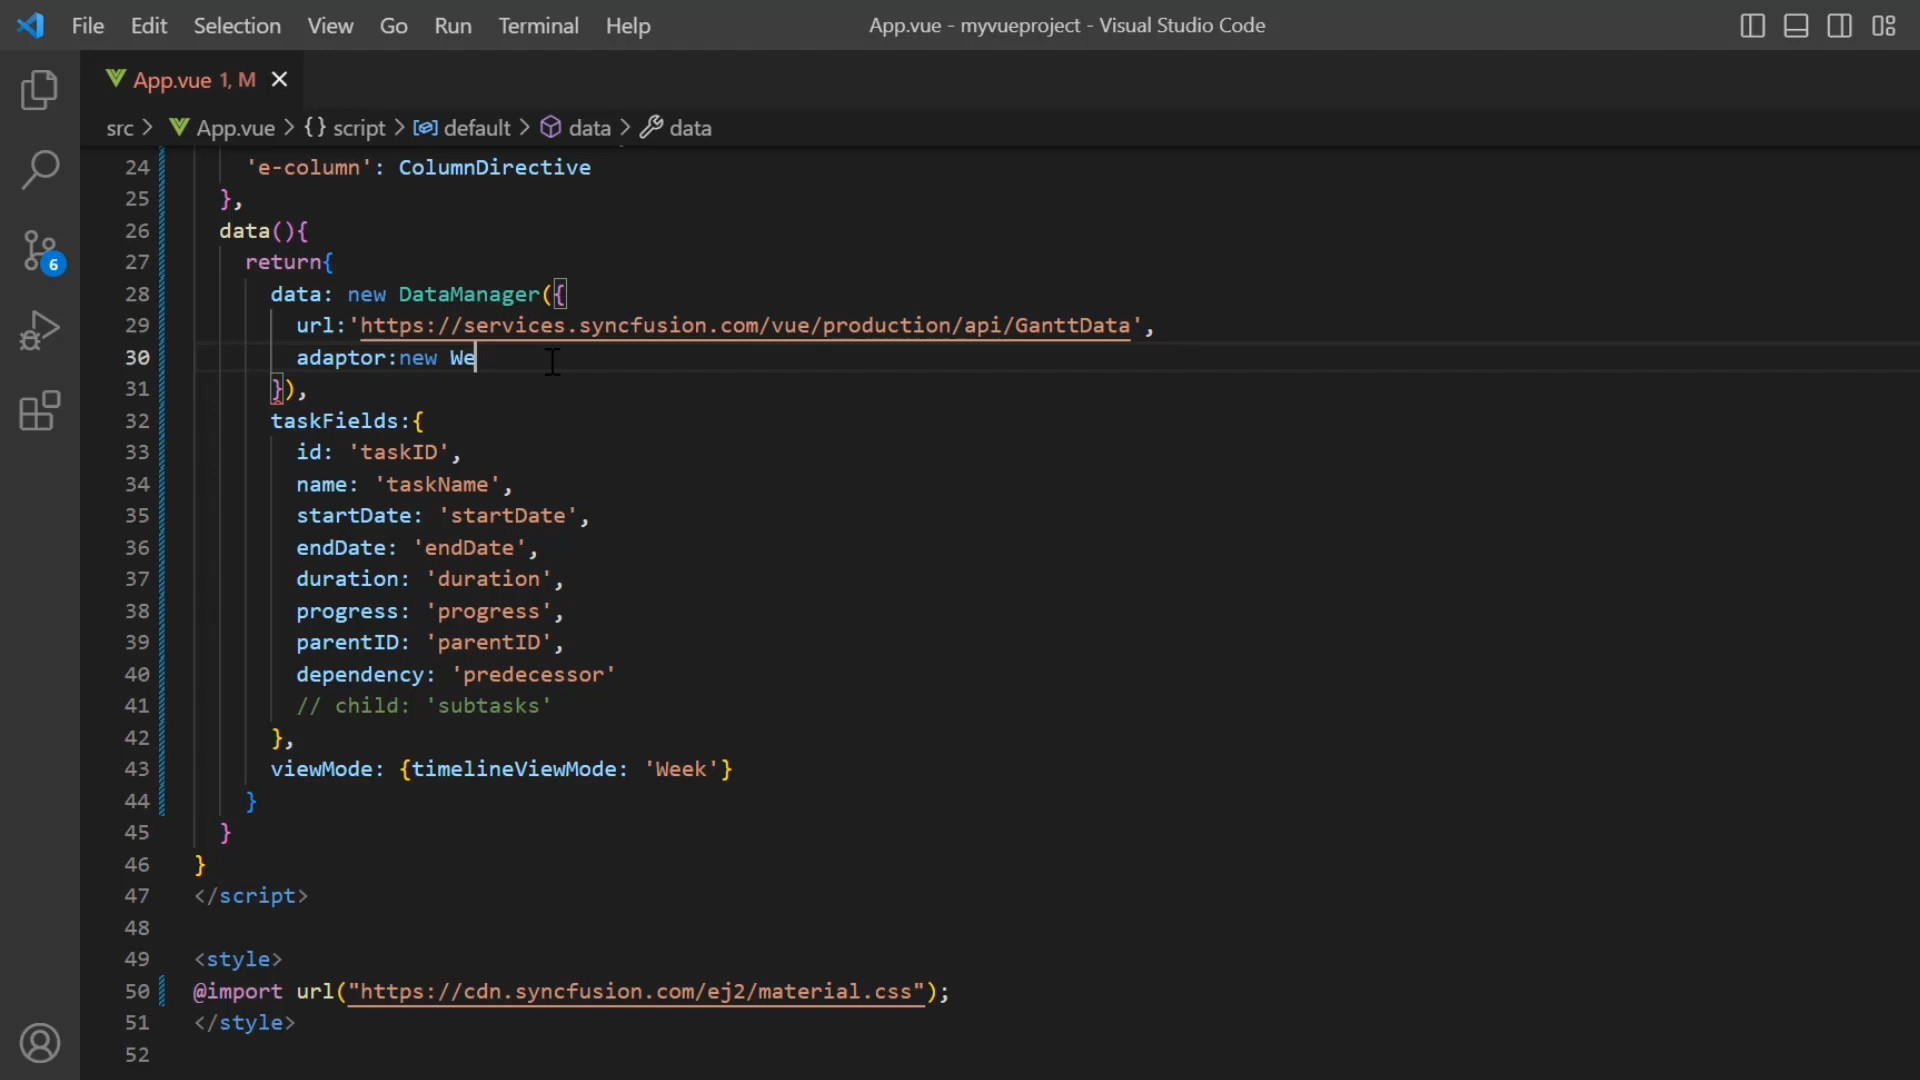 File Edit Selection View Go Run Terminal Help App.vue - myvueproject - Visual Studio Code
App.vue 1, M
src > App.vue > {} script > default > data > data
24 'e-column': ColumnDirective
25 },
26 data(){
27 return{
28 data: new DataManager({
29 url:'https://services.syncfusion.com/vue/production/api/GanttData',
30 adaptor:new We
31 }),
32 taskFields:{
33 id: 'taskID',
34 name: 'taskName',
35 startDate: 'startDate',
36 endDate: 'endDate',
37 duration: 'duration',
38 progress: 'progress',
39 parentID: 'parentID',
40 dependency: 'predecessor'
41 // child: 'subtasks'
42 },
43 viewMode: {timelineViewMode: 'Week'}
44 }
45 }
46 }
47 </script>
48
49 <style>
50 @import url("https://cdn.syncfusion.com/ej2/material.css");
51 </style>
52
6